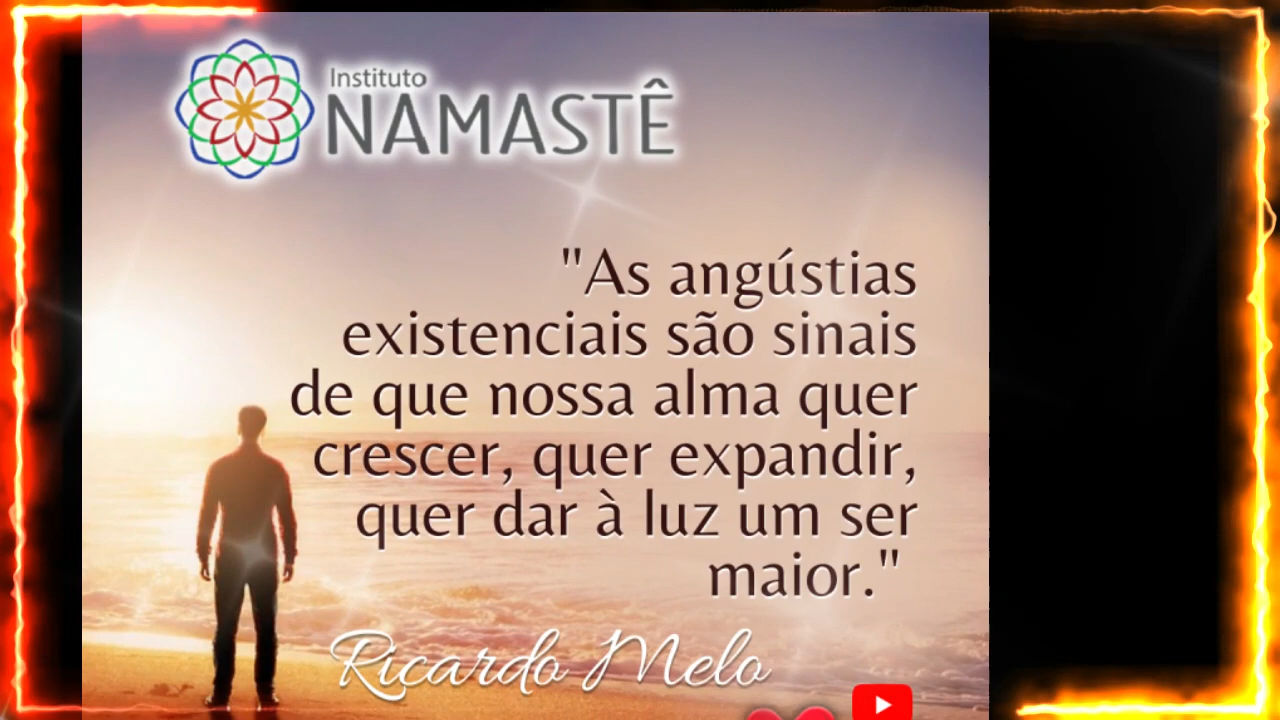 Instituto
NAMASTÊ
"As angústias
existenciais são sinais
de que nossa alma quer
crescer, quer expandir,
quer dar à luz um ser
maior."
Ricardo Melo